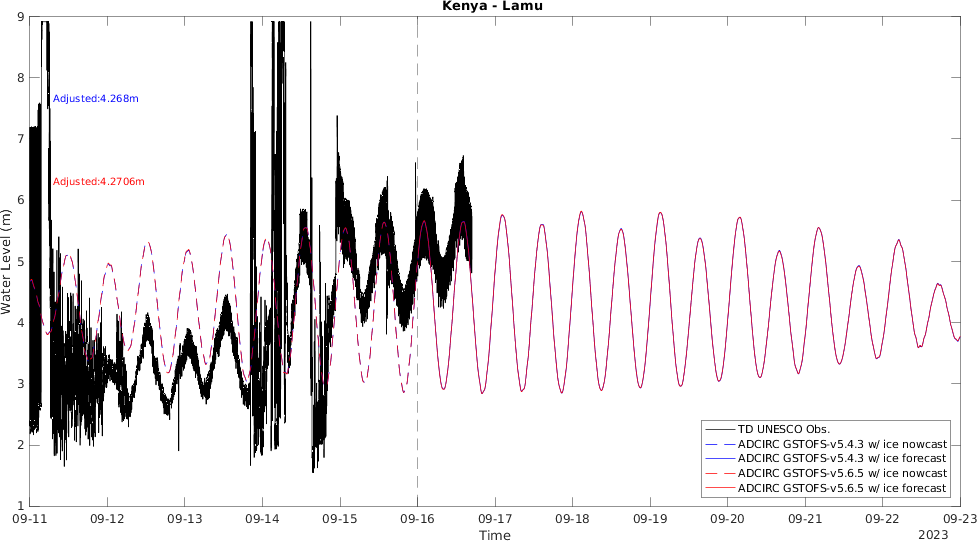 Kenya - Lamu
9
8
7
6
5
4
3
2
1
Water Level (m)
Adjusted:4.268m
Adjusted:4.2706m
TD UNESCO Obs.
ADCIRC GSTOFS-v5.4.3 w/ ice nowcast
ADCIRC GSTOFS-v5.4.3 w/ ice forecast
ADCIRC GSTOFS-v5.6.5 w/ ice nowcast
ADCIRC GSTOFS-v5.6.5 w/ ice forecast
09-11 09-12 09-13 09-14 09-15 09-16 09-17 09-18 09-19 09-20 09-21 09-22 09-23
Time
2023